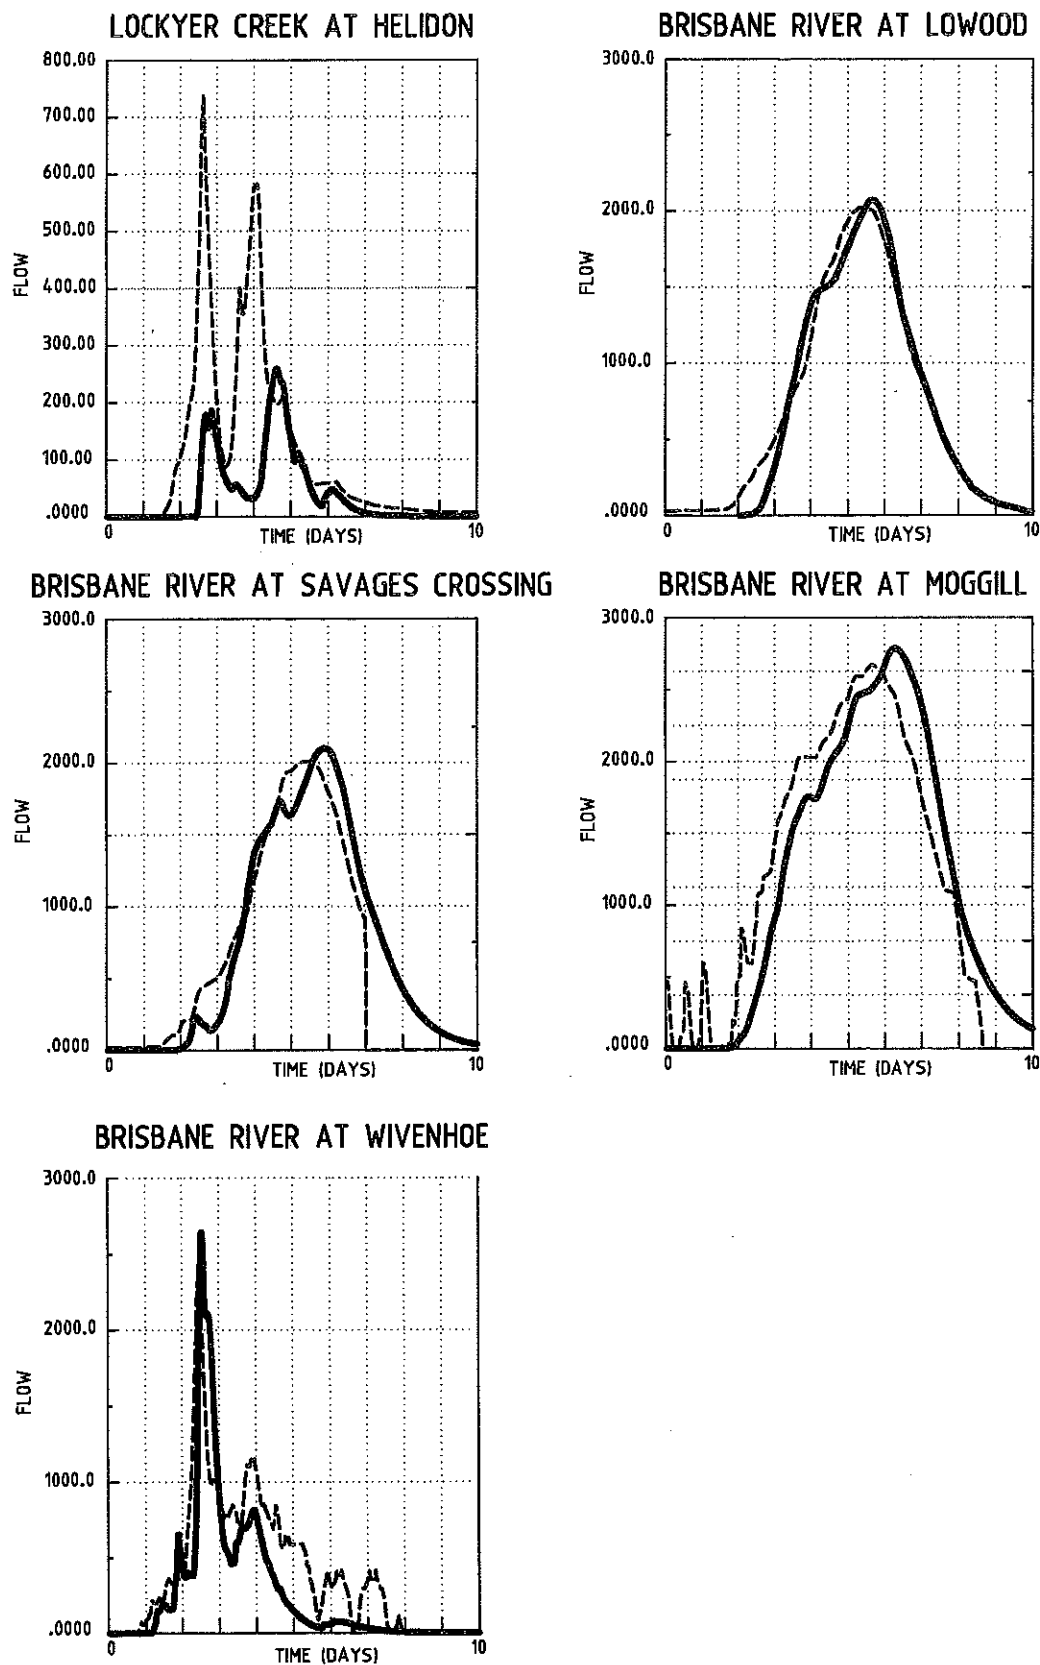 LOCKYER CREEK AT HELIDON
800.00
700.00
600.00
500.00
400.00
300.00
200.00
100.00
.0000
FLOW
0
TIME (DAYS)
10
BRISBANE RIVER AT LOWOOD
3000.0
2000.0
1000.0
.0000
FLOW
0
TIME (DAYS)
10
BRISBANE RIVER AT SAVAGES CROSSING
3000.0
2000.0
1000.0
.0000
FLOW
0
TIME (DAYS)
10
BRISBANE RIVER AT MOGGILL
3000.0
2000.0
1000.0
.0000
FLOW
0
TIME (DAYS)
10
BRISBANE RIVER AT WIVENHOE
3000.0
2000.0
1000.0
.0000
FLOW
0
TIME (DAYS)
10